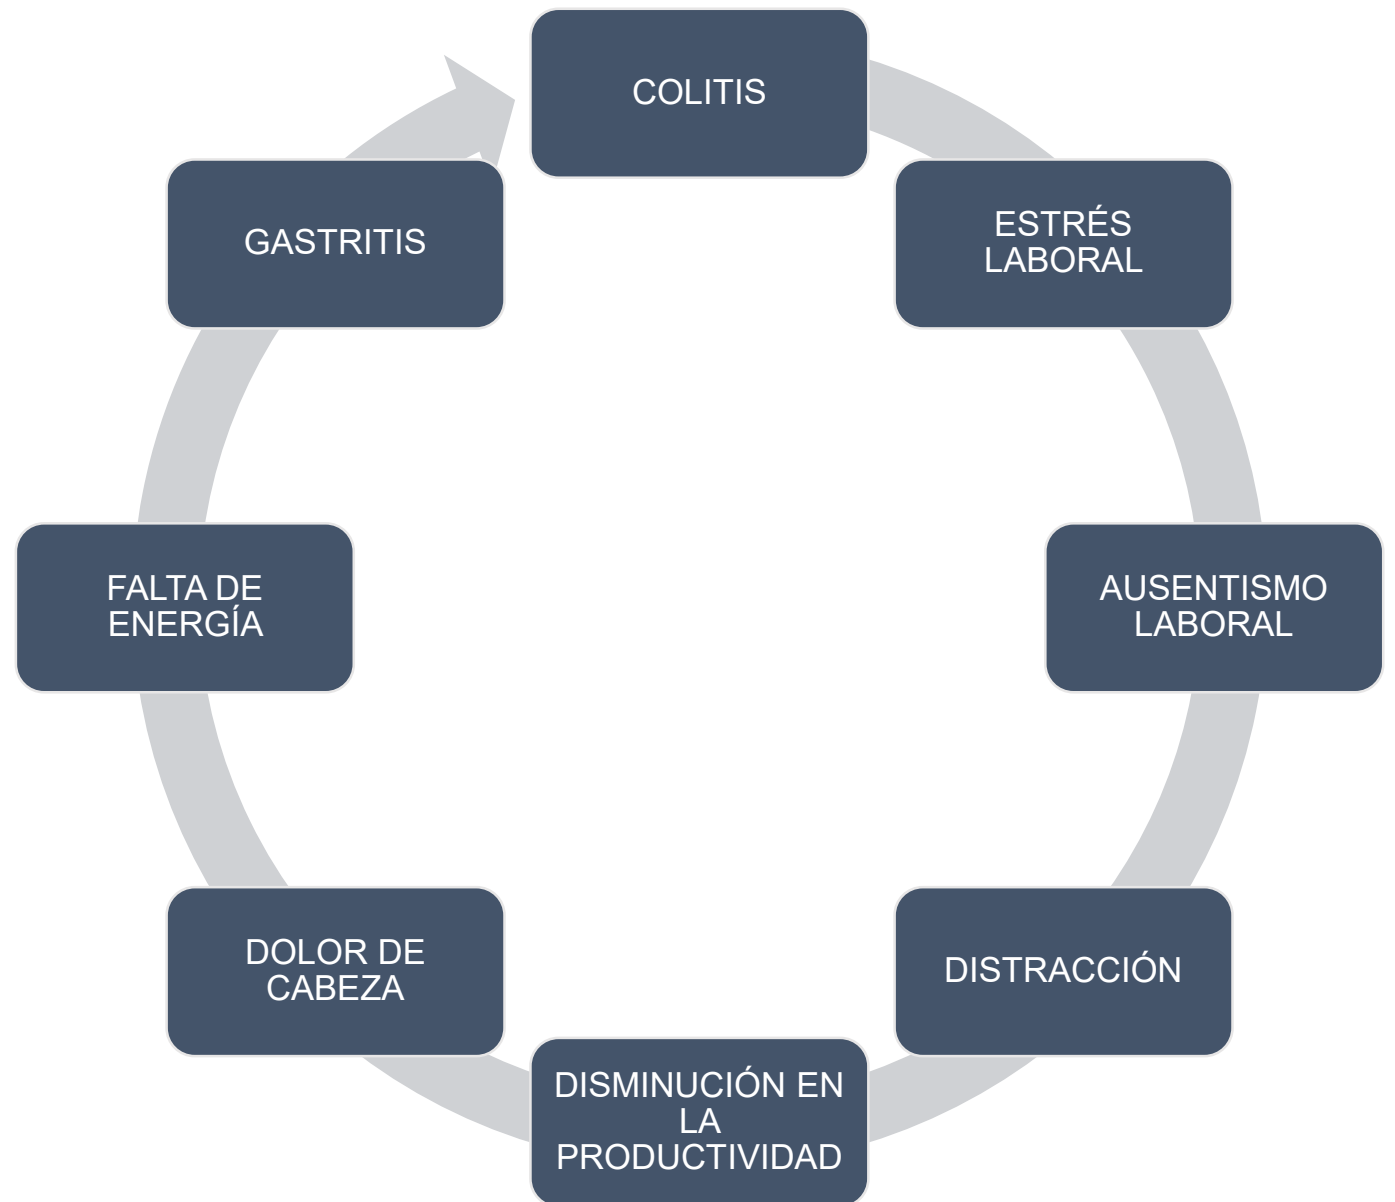 COLITIS
ESTRÉS
LABORAL
AUSENTISMO
LABORAL
DISTRACCIÓN
DISMINUCIÓN EN
LA
PRODUCTIVIDAD
DOLOR DE
CABEZA
FALTA DE
ENERGÍA
GASTRITIS